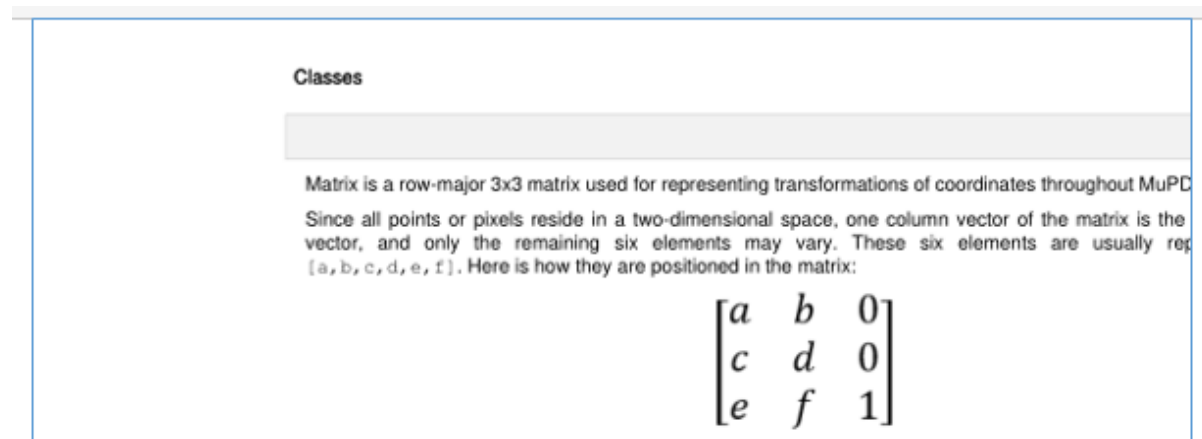 Classes
Matrix is a row-major 3x3 matrix used for representing transformations of coordinates throughout MuPD
Since all points or pixels reside in a two-dimensional space, one column vector of the matrix is the
vector, and only the remaining six elements may vary. These six elements are usually rep
[a,b,c,d,e,f]. Here is how they are positioned in the matrix:
a b 0
c d 0
e f 1